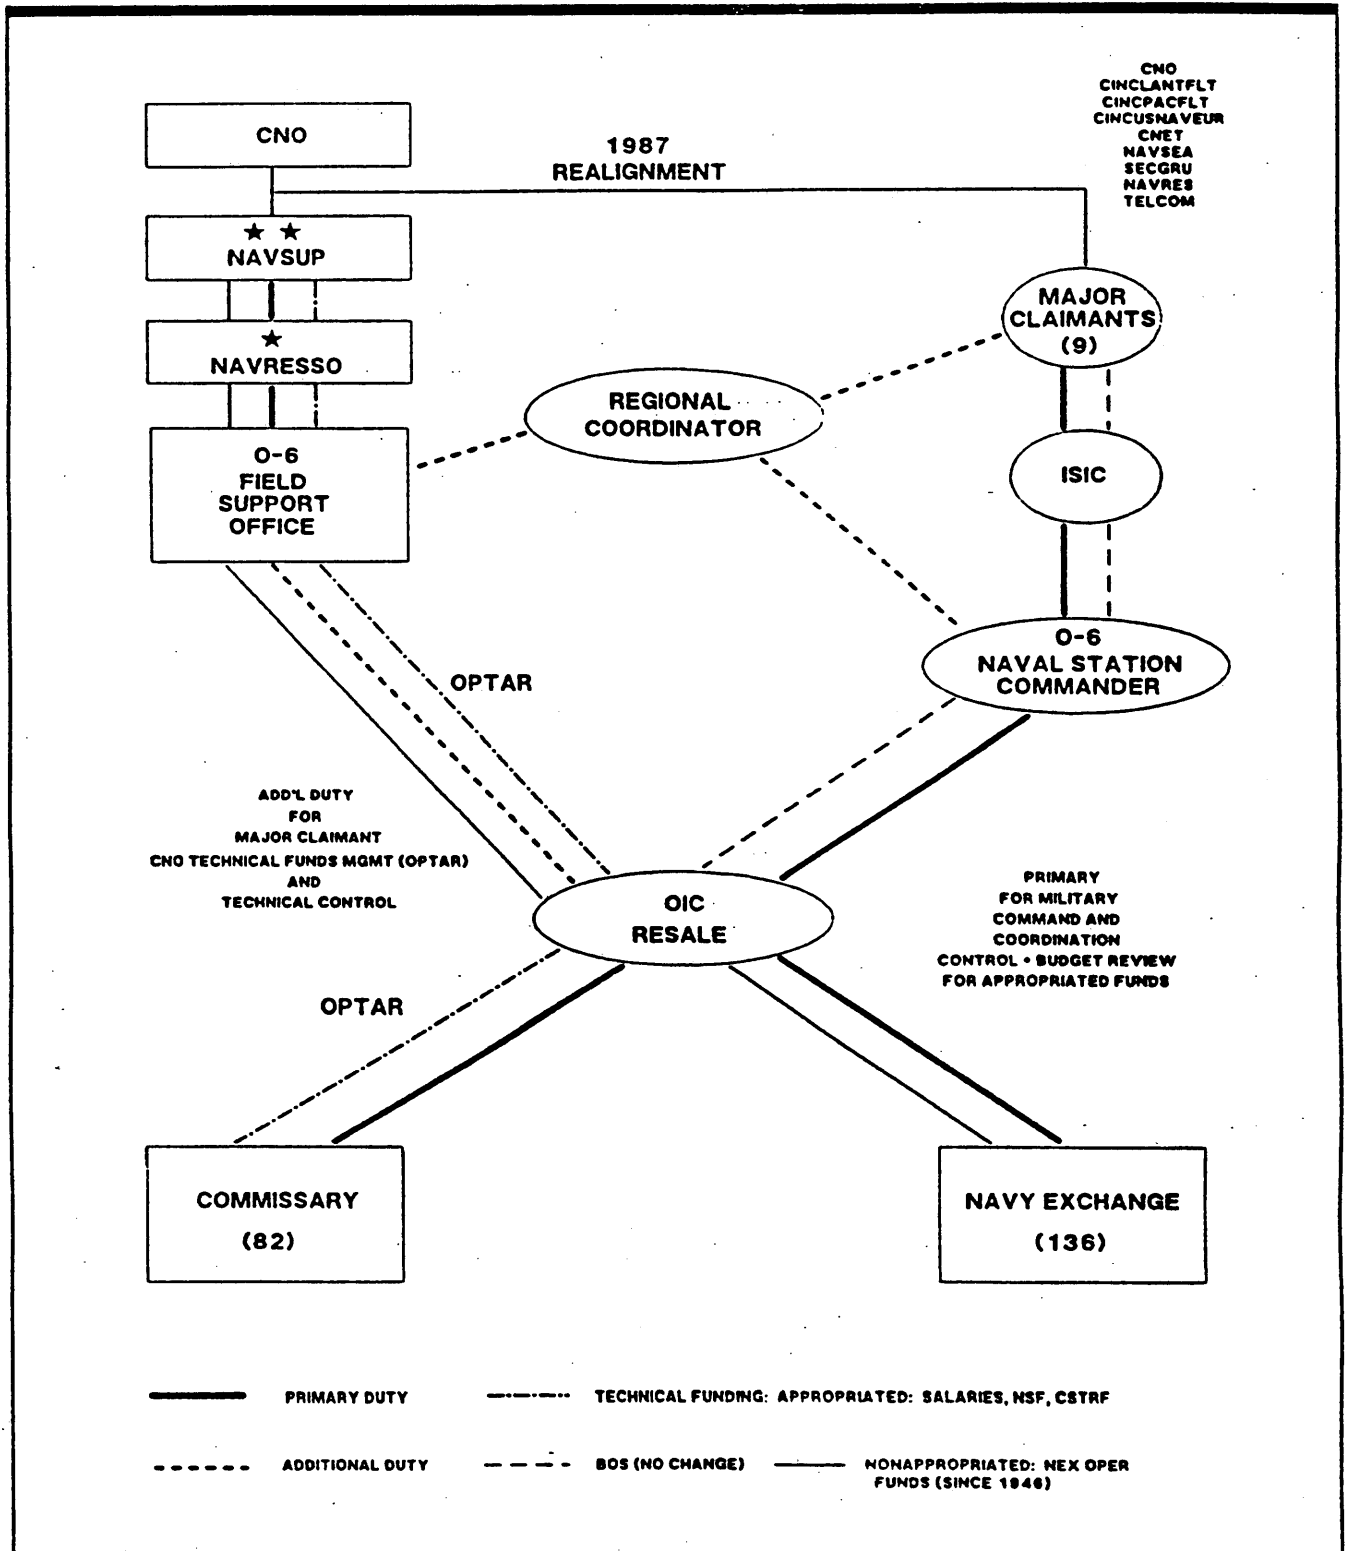 CNO
CINCLANTFLT
CINCPACFLT
CINCUSNAVEUR
CNET
NAVSEA
SECGRU
NAVRES
TELCOM
CNO
1987
REALIGNMENT
★ ★
NAVSUP
★
NAVRESSO
MAJOR
CLAIMANTS
(9)
REGIONAL
COORDINATOR
O-6
FIELD
SUPPORT
OFFICE
ISIC
O-6
NAVAL STATION
COMMANDER
OPTAR
ADD'L DUTY
FOR
MAJOR CLAIMANT
CNO TECHNICAL FUNDS MGMT (OPTAR)
AND
TECHNICAL CONTROL
OIC
RESALE
PRIMARY
FOR MILITARY
COMMAND AND
COORDINATION
CONTROL • BUDGET REVIEW
FOR APPROPRIATED FUNDS
OPTAR
COMMISSARY
(82)
NAVY EXCHANGE
(136)
PRIMARY DUTY
TECHNICAL FUNDING: APPROPRIATED: SALARIES, NSF, CSTRF
ADDITIONAL DUTY
BOS (NO CHANGE)
NONAPPROPRIATED: NEX OPER
FUNDS (SINCE 1946)